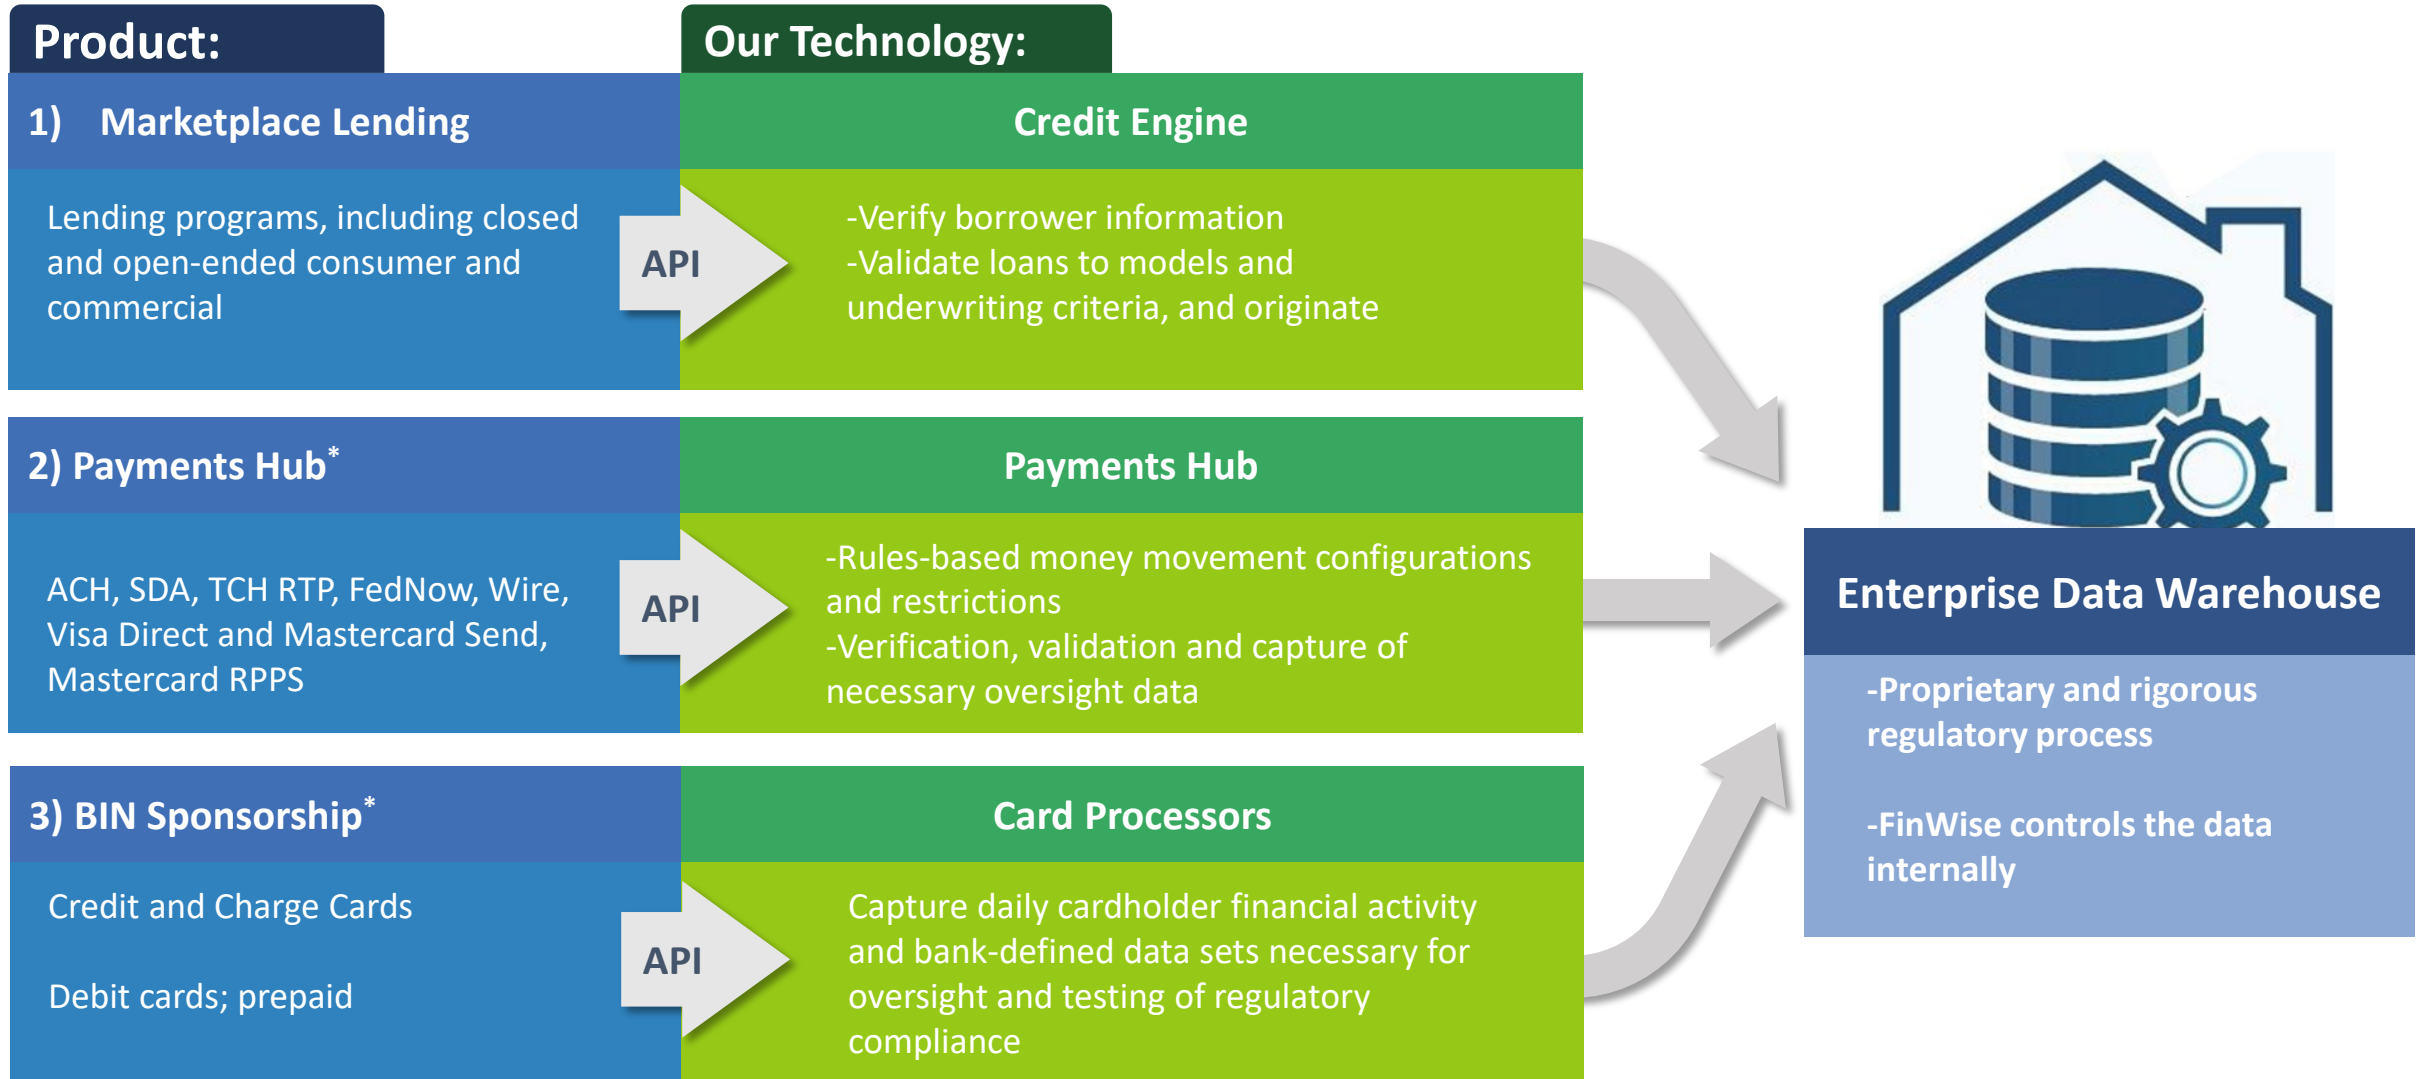 Product:
Our Technology:
1) Marketplace Lending
Credit Engine
Lending programs, including closed
and open-ended consumer and
commercial
API
-Verify borrower information
-Validate loans to models and
underwriting criteria, and originate
2) Payments Hub*
Payments Hub
ACH, SDA, TCH RTP, FedNow, Wire,
Visa Direct and Mastercard Send,
Mastercard RPPS
API
-Rules-based money movement configurations
and restrictions
-Verification, validation and capture of
necessary oversight data
3) BIN Sponsorship*
Card Processors
Credit and Charge Cards
Debit cards; prepaid
API
Capture daily cardholder financial activity
and bank-defined data sets necessary for
oversight and testing of regulatory
compliance
Enterprise Data Warehouse
-Proprietary and rigorous
regulatory process
-FinWise controls the data
internally